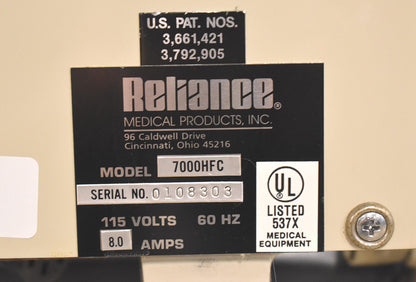 U.S. PAT. NOS.
3,661,421
3,792,905
Reliance®
MEDICAL PRODUCTS, INC.
96 Caldwell Drive
Cincinnati, Ohio 45216
MODEL 7000HFC
SERIAL NO. 0108303
115 VOLTS 60 HZ
8.0 AMPS
UL
LISTED
537X
MEDICAL
EQUIPMENT